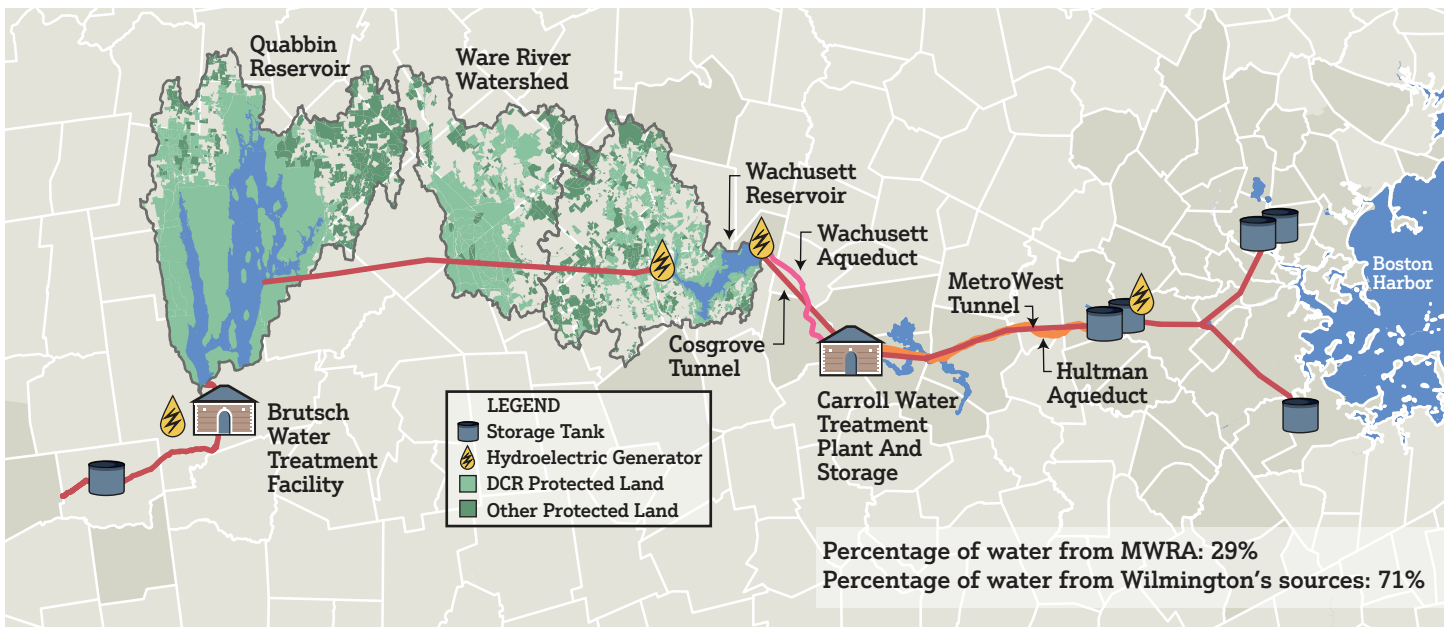 Quabbin
Reservoir
Ware River
Watershed
Wachusett
Reservoir
Wachusett
Aqueduct
MetroWest
Tunnel
Boston
Harbor
Cosgrove
Tunnel
Hultman
Aqueduct
Carroll Water
Treatment
Plant And
Storage
Brutsch
Water
Treatment
Facility
LEGEND
Storage Tank
Hydroelectric Generator
DCR Protected Land
Other Protected Land
Percentage of water from MWRA: 29%
Percentage of water from Wilmington's sources: 71%